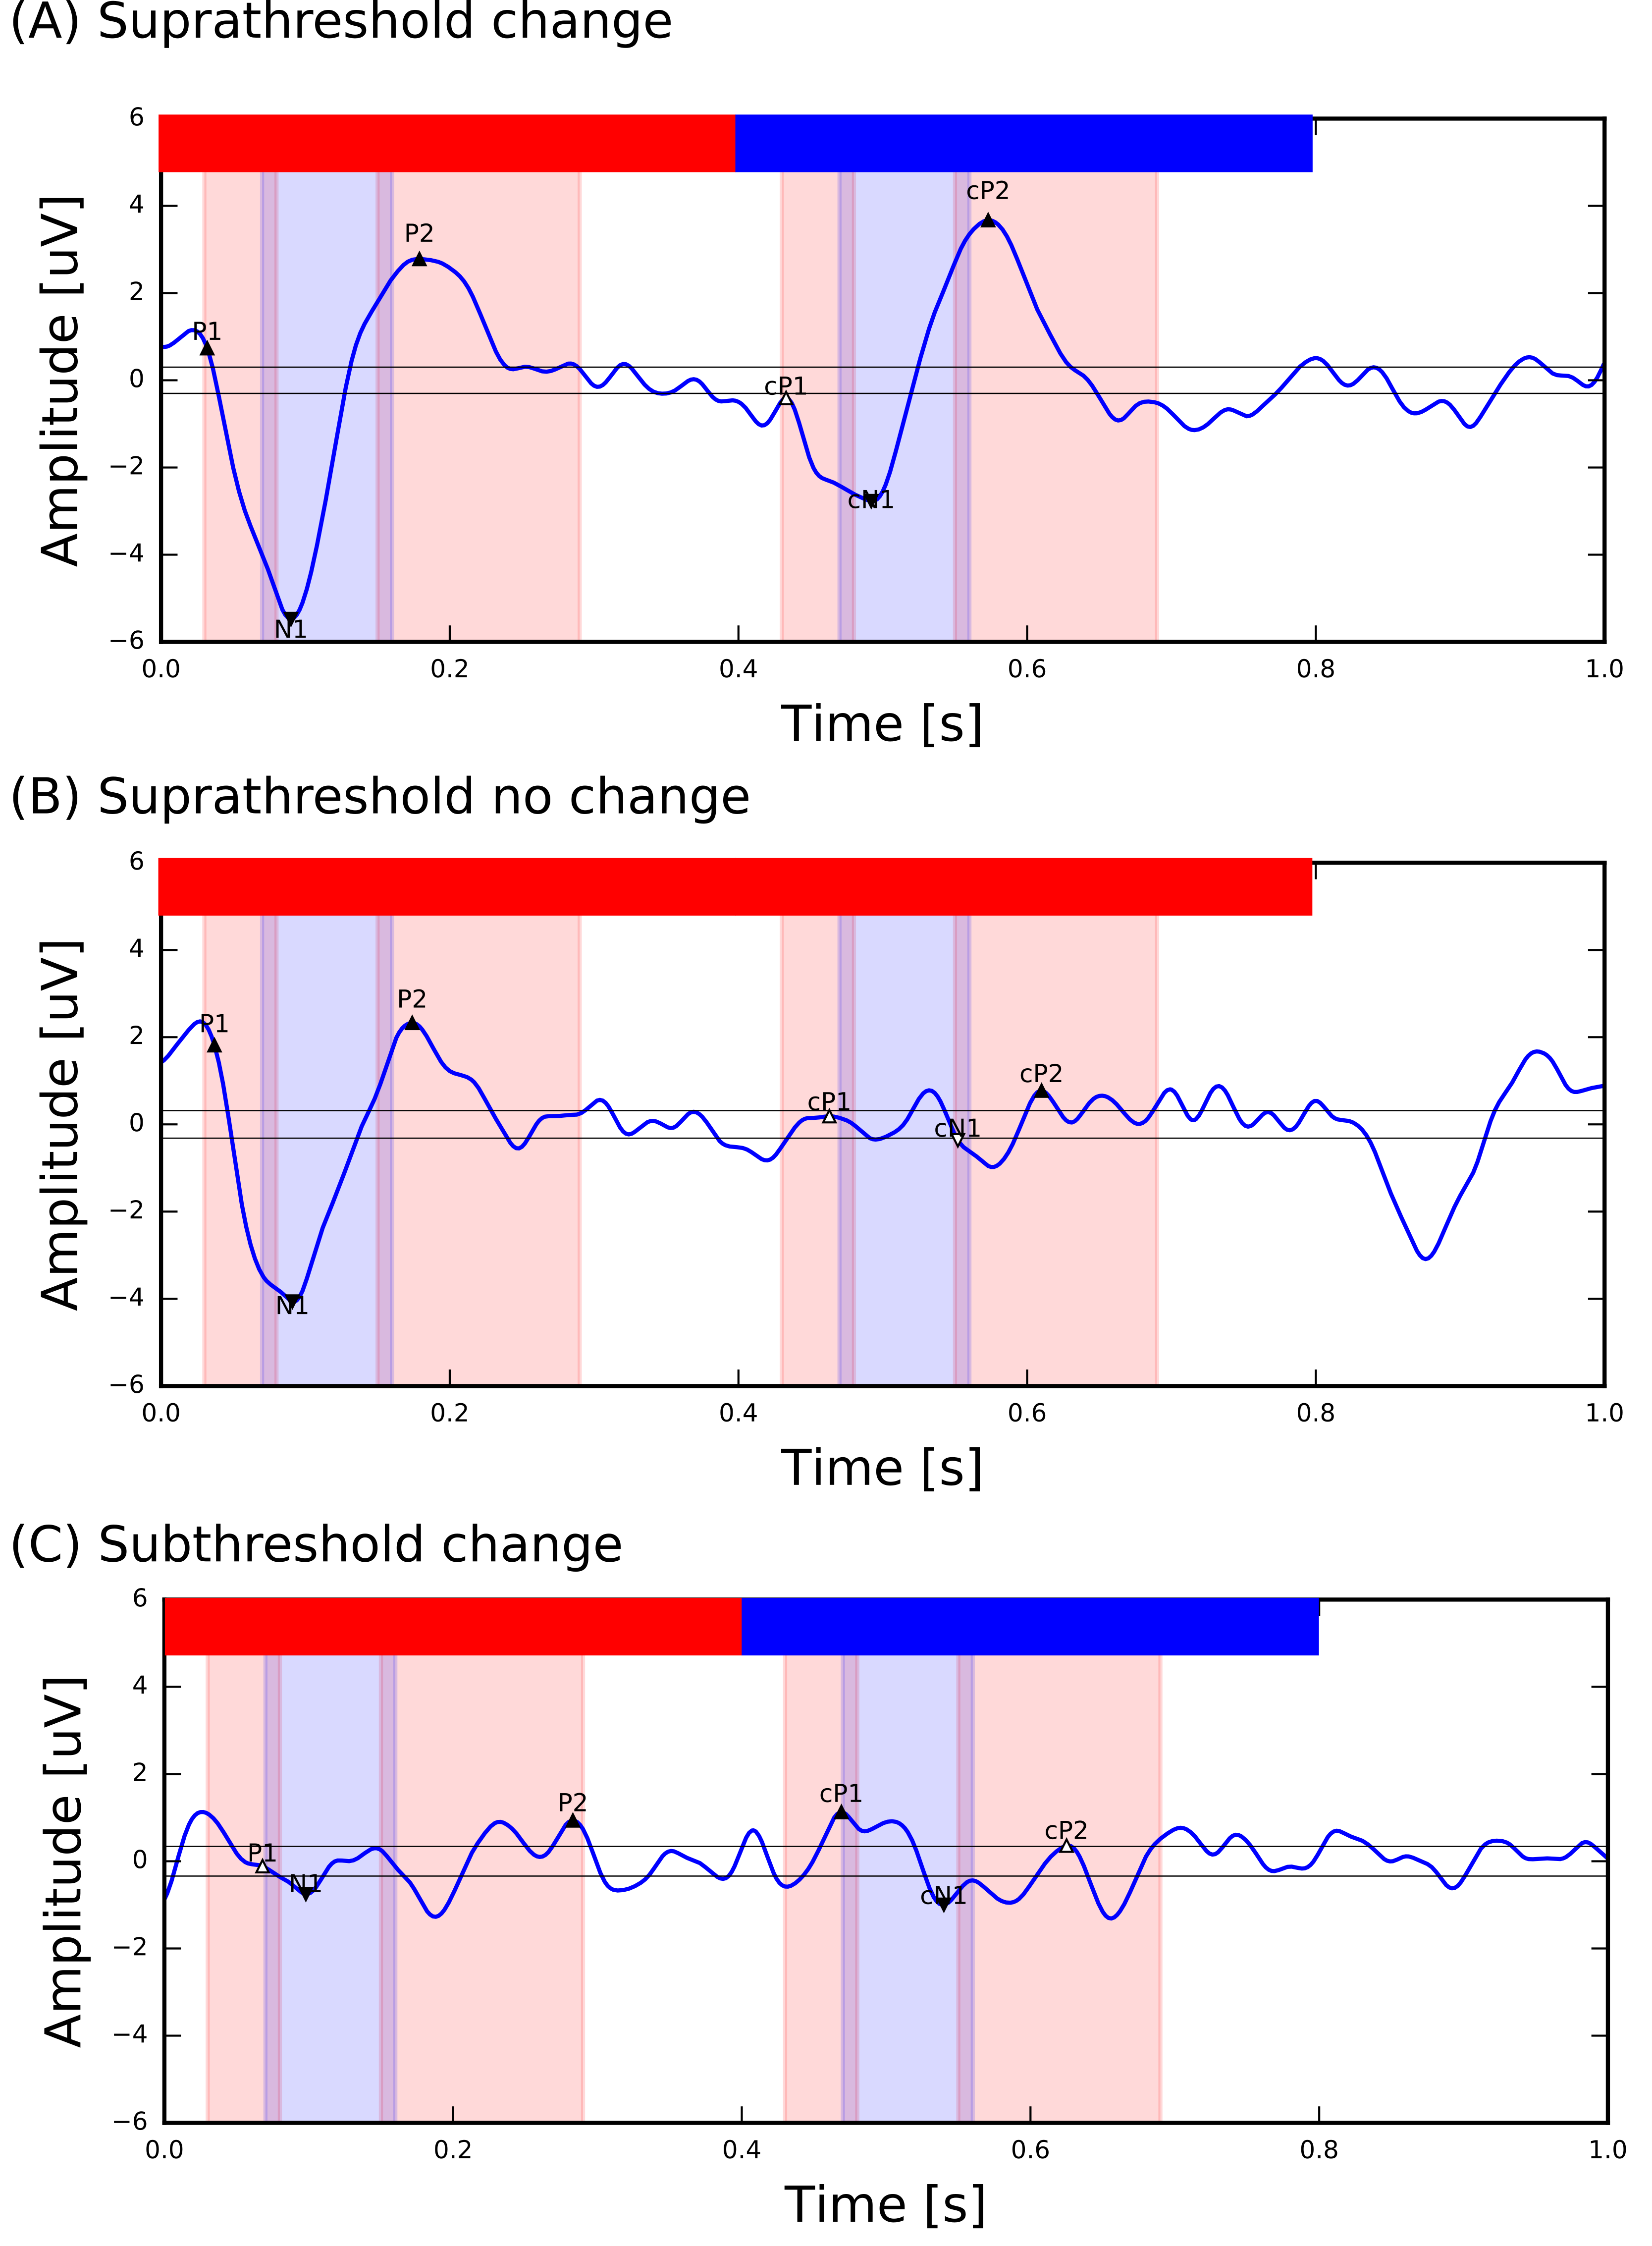 (A) Suprathreshold change
6
4
2
0
−2
−4
−6
Amplitude [uV]
P1
N1
P2
cP1
cN1
cP2
0.0 0.2 0.4 0.6 0.8 1.0
Time [s]
(B) Suprathreshold no change
6
4
2
0
−2
−4
−6
Amplitude [uV]
P1
N1
P2
cP1
cN1
cP2
0.0 0.2 0.4 0.6 0.8 1.0
Time [s]
(C) Subthreshold change
6
4
2
0
−2
−4
−6
Amplitude [uV]
P1
N1
P2
cP1
cN1
cP2
0.0 0.2 0.4 0.6 0.8 1.0
Time [s]